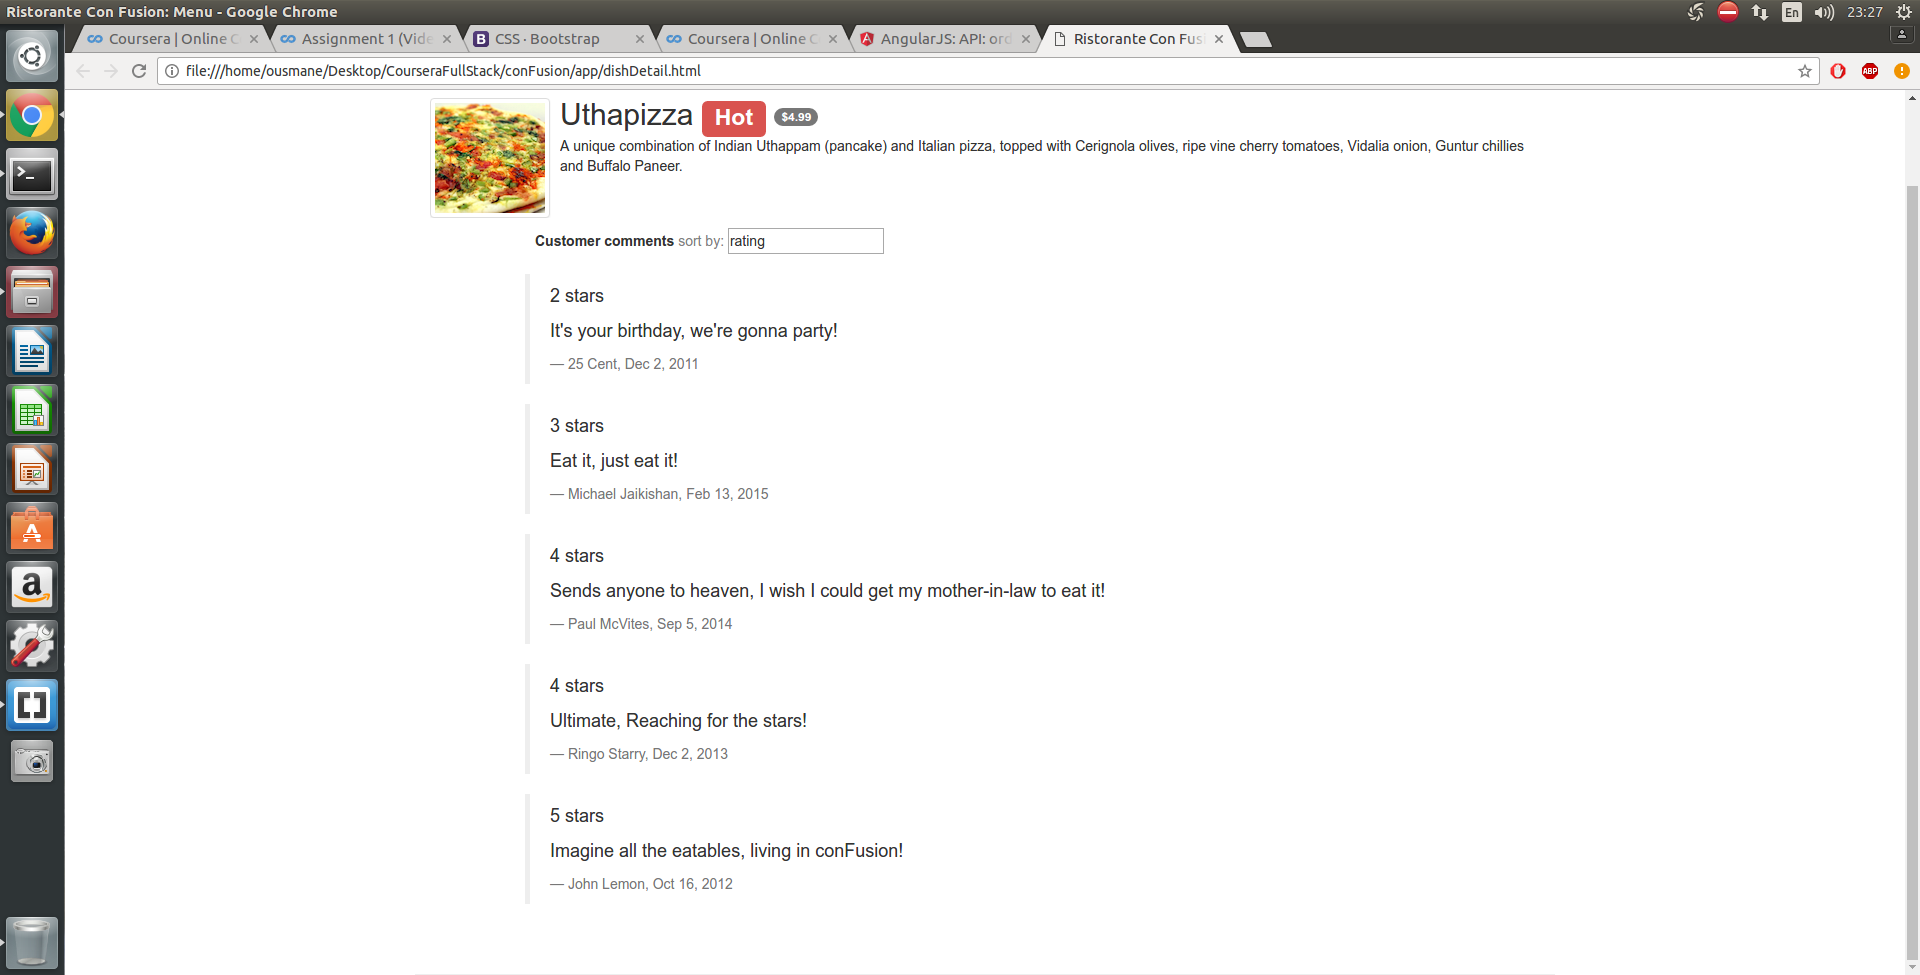 Ristorante Con Fusion: Menu - Google Chrome
En
23:27
Coursera | Online C
Assignment 1 (Vide
B CSS · Bootstrap
Coursera | Online C
AngularJS: API: ord
Ristorante Con Fus
file:///home/ousmane/Desktop/CourseraFullStack/conFusion/app/dishDetail.html
ABP
Uthapizza Hot $4.99
A unique combination of Indian Uthappam (pancake) and Italian pizza, topped with Cerignola olives, ripe vine cherry tomatoes, Vidalia onion, Guntur chillies
and Buffalo Paneer.
Customer comments sort by: rating
2 stars
It's your birthday, we're gonna party!
— 25 Cent, Dec 2, 2011
3 stars
Eat it, just eat it!
— Michael Jaikishan, Feb 13, 2015
4 stars
Sends anyone to heaven, I wish I could get my mother-in-law to eat it!
— Paul McVites, Sep 5, 2014
4 stars
Ultimate, Reaching for the stars!
— Ringo Starry, Dec 2, 2013
5 stars
Imagine all the eatables, living in conFusion!
— John Lemon, Oct 16, 2012